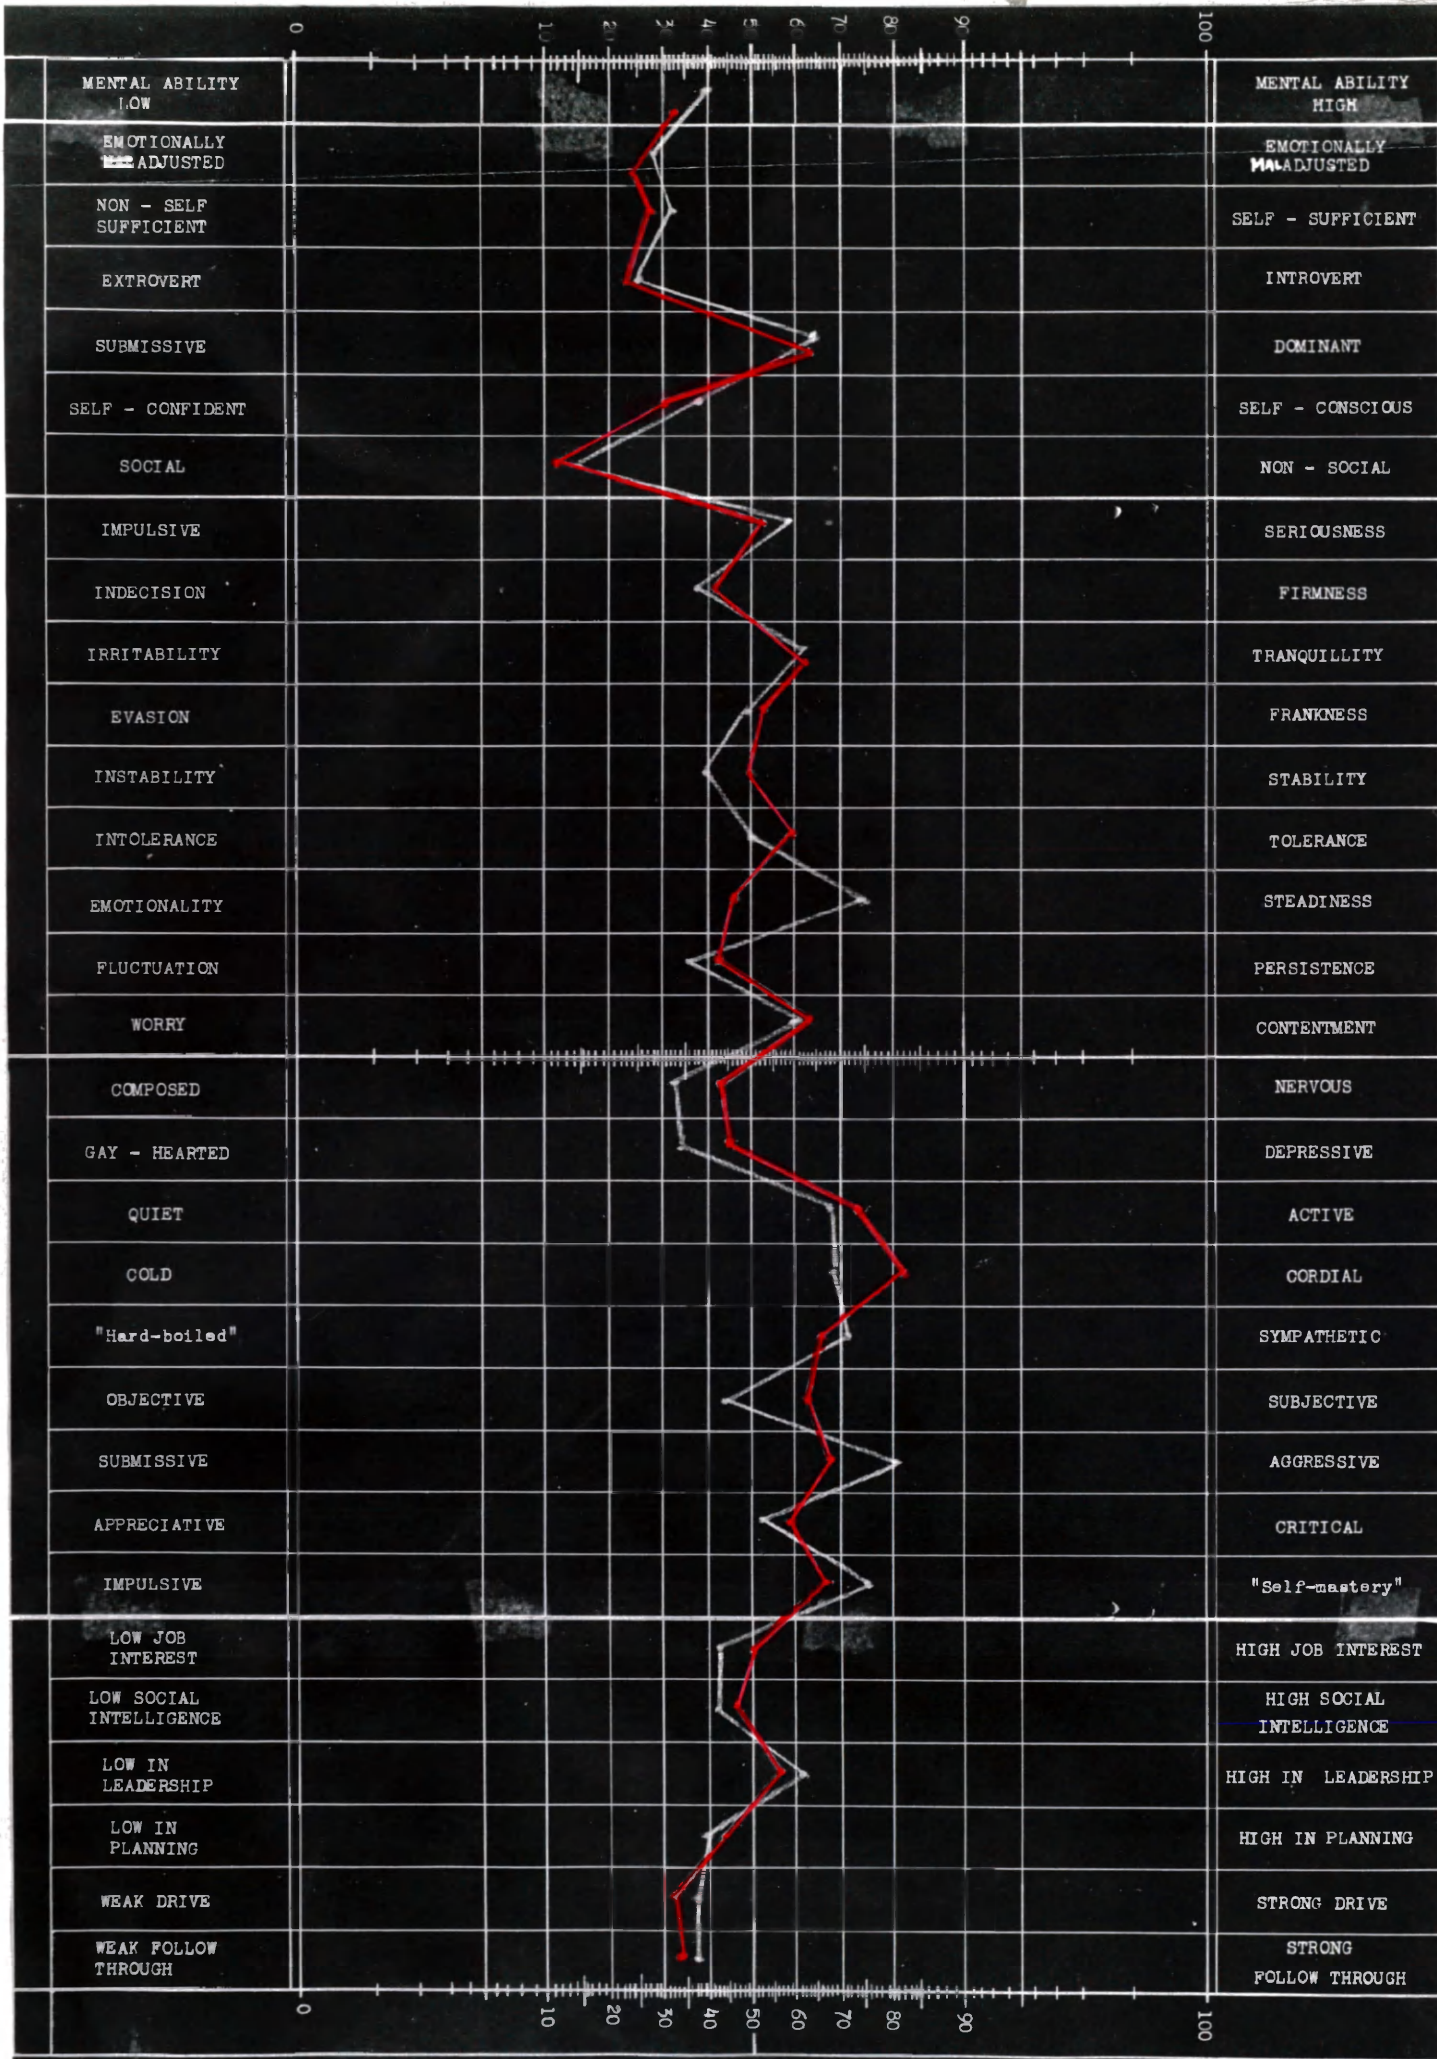 0 10 20 30 40 50 60 70 80 90 100
MENTAL ABILITY
LOW
MENTAL ABILITY
HIGH
EMOTIONALLY
ADJUSTED
EMOTIONALLY
MALADJUSTED
NON - SELF
SUFFICIENT
SELF - SUFFICIENT
EXTROVERT
INTROVERT
SUBMISSIVE
DOMINANT
SELF - CONFIDENT
SELF - CONSCIOUS
SOCIAL
NON - SOCIAL
IMPULSIVE
SERIOUSNESS
INDECISION
FIRMNESS
IRRITABILITY
TRANQUILLITY
EVASION
FRANKNESS
INSTABILITY
STABILITY
INTOLERANCE
TOLERANCE
EMOTIONALITY
STEADINESS
FLUCTUATION
PERSISTENCE
WORRY
CONTENTMENT
COMPOSED
NERVOUS
GAY - HEARTED
DEPRESSIVE
QUIET
ACTIVE
COLD
CORDIAL
"Hard-boiled"
SYMPATHETIC
OBJECTIVE
SUBJECTIVE
SUBMISSIVE
AGGRESSIVE
APPRECIATIVE
CRITICAL
IMPULSIVE
"Self-mastery"
LOW JOB
INTEREST
HIGH JOB INTEREST
LOW SOCIAL
INTELLIGENCE
HIGH SOCIAL
INTELLIGENCE
LOW IN
LEADERSHIP
HIGH IN LEADERSHIP
LOW IN
PLANNING
HIGH IN PLANNING
WEAK DRIVE
STRONG DRIVE
WEAK FOLLOW
THROUGH
STRONG
FOLLOW THROUGH
0 10 20 30 40 50 60 70 80 90 100